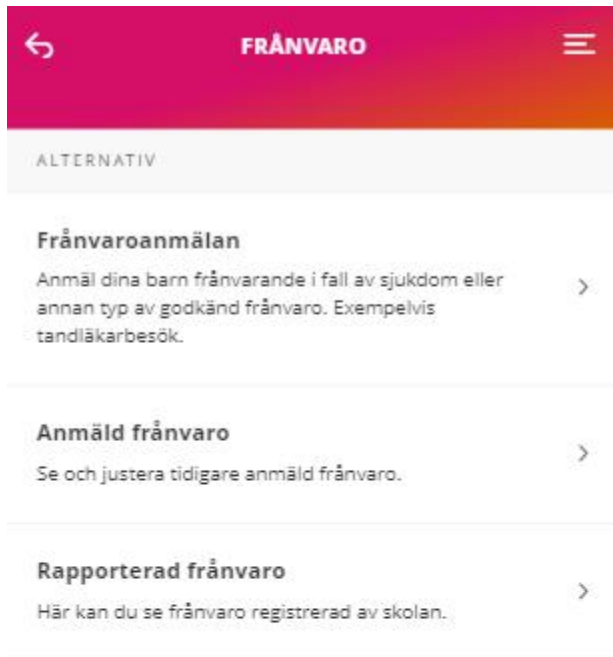 FRÅNVARO
ALTERNATIV
Frånvaroanmälan
Anmäl dina barn frånvarande i fall av sjukdom eller
annan typ av godkänd frånvaro. Exempelvis
tandläkarbesök.
Anmäld frånvaro
Se och justera tidigare anmäld frånvaro.
Rapporterad frånvaro
Här kan du se frånvaro registrerad av skolan.